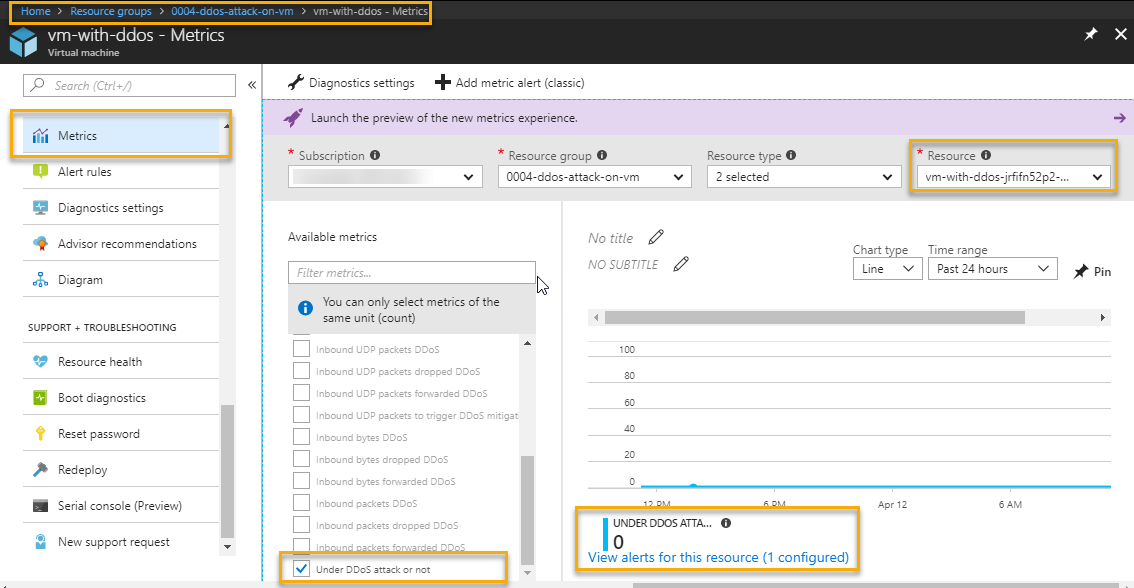 Home > Resource groups > 0004-ddos-attack-on-vm > vm-with-ddos - Metrics
vm-with-ddos - Metrics
Virtual machine
Search (Ctrl+/)
«
Metrics
Alert rules
Diagnostics settings
Advisor recommendations
Diagram
SUPPORT + TROUBLESHOOTING
Resource health
Boot diagnostics
Reset password
Redeploy
Serial console (Preview)
New support request
Diagnostics settings
Add metric alert (classic)
Launch the preview of the new metrics experience.
* Subscription
* Resource group
0004-ddos-attack-on-vm
Resource type
2 selected
* Resource
vm-with-ddos-jrfifn52p2-...
Available metrics
Filter metrics...
You can only select metrics of the
same unit (count)
Inbound UDP packets DDoS
Inbound UDP packets dropped DDoS
Inbound UDP packets forwarded DDoS
Inbound UDP packets to trigger DDoS mitigat
Inbound bytes DDoS
Inbound bytes dropped DDoS
Inbound bytes forwarded DDoS
Inbound packets DDoS
Inbound packets dropped DDoS
Inbound packets forwarded DDoS
Under DDoS attack or not
No title
NO SUBTITLE
Chart type
Line
Time range
Past 24 hours
Pin
100
80
60
40
20
0
12 PM
6 PM
Apr 12
6 AM
UNDER DDOS ATTA...
0
View alerts for this resource (1 configured)